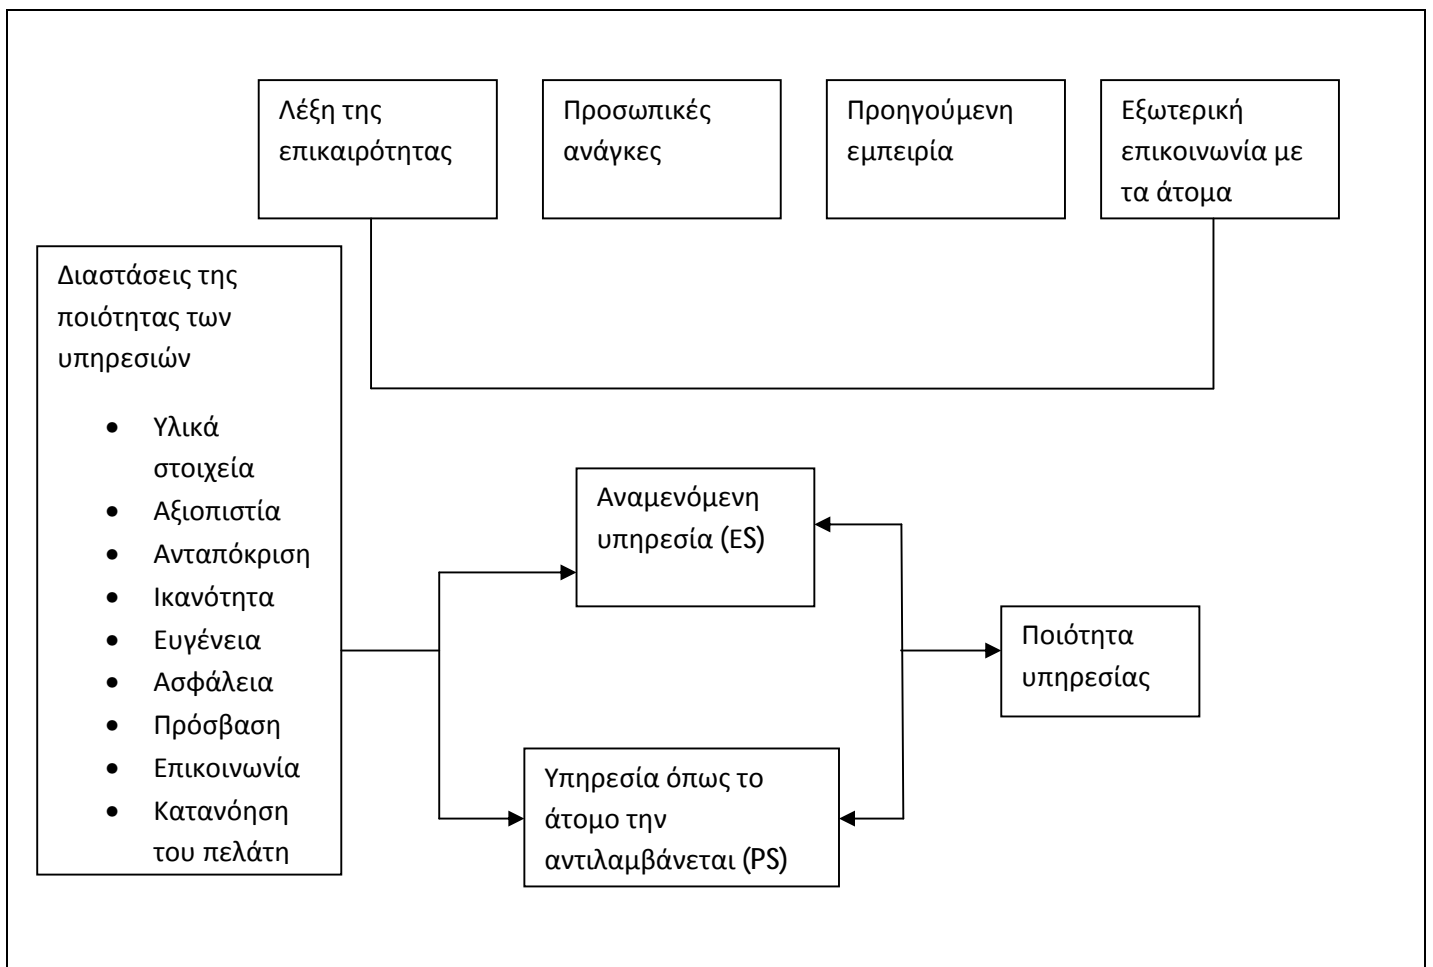 Λέξη της
επικαιρότητας
Προσωπικές
ανάγκες
Προηγούμενη
εμπειρία
Εξωτερική
επικοινωνία με
τα άτομα
Διαστάσεις της
ποιότητας των
υπηρεσιών
• Υλικά
στοιχεία
• Αξιοπιστία
• Ανταπόκριση
• Ικανότητα
• Ευγένεια
• Ασφάλεια
• Πρόσβαση
• Επικοινωνία
• Κατανόηση
του πελάτη
Αναμενόμενη
υπηρεσία (ES)
Υπηρεσία όπως το
άτομο την
αντιλαμβάνεται (PS)
Ποιότητα
υπηρεσίας